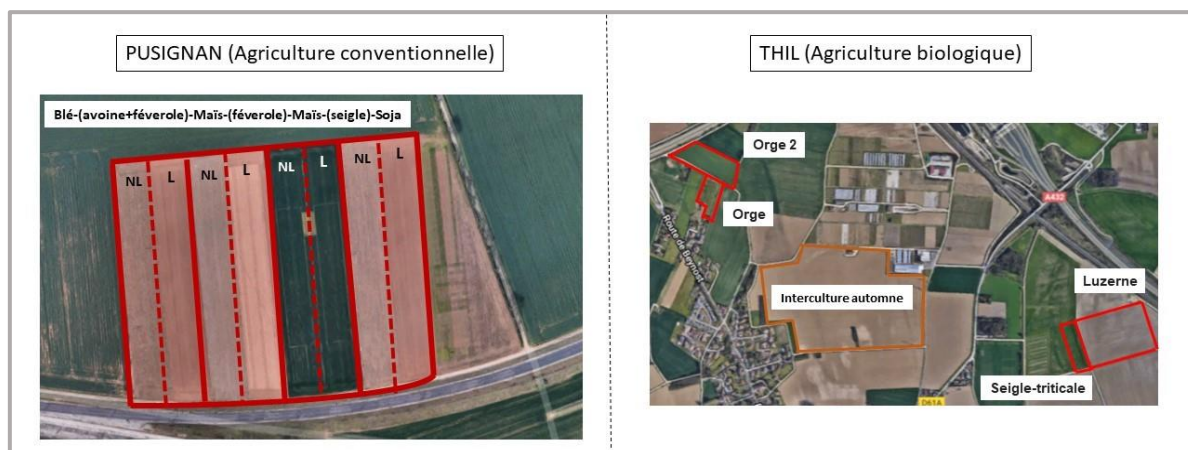 PUSIGNAN (Agriculture conventionnelle)
Blé-(avoine+féverole)-Maïs-(féverole)-Maïs-(seigle)-Soja
NL L NL L NL L NL L
THIL (Agriculture biologique)
Orge 2
Orge
A432
Route de Beynost
Interculture automne
Luzerne
Seigle-triticale
D61A